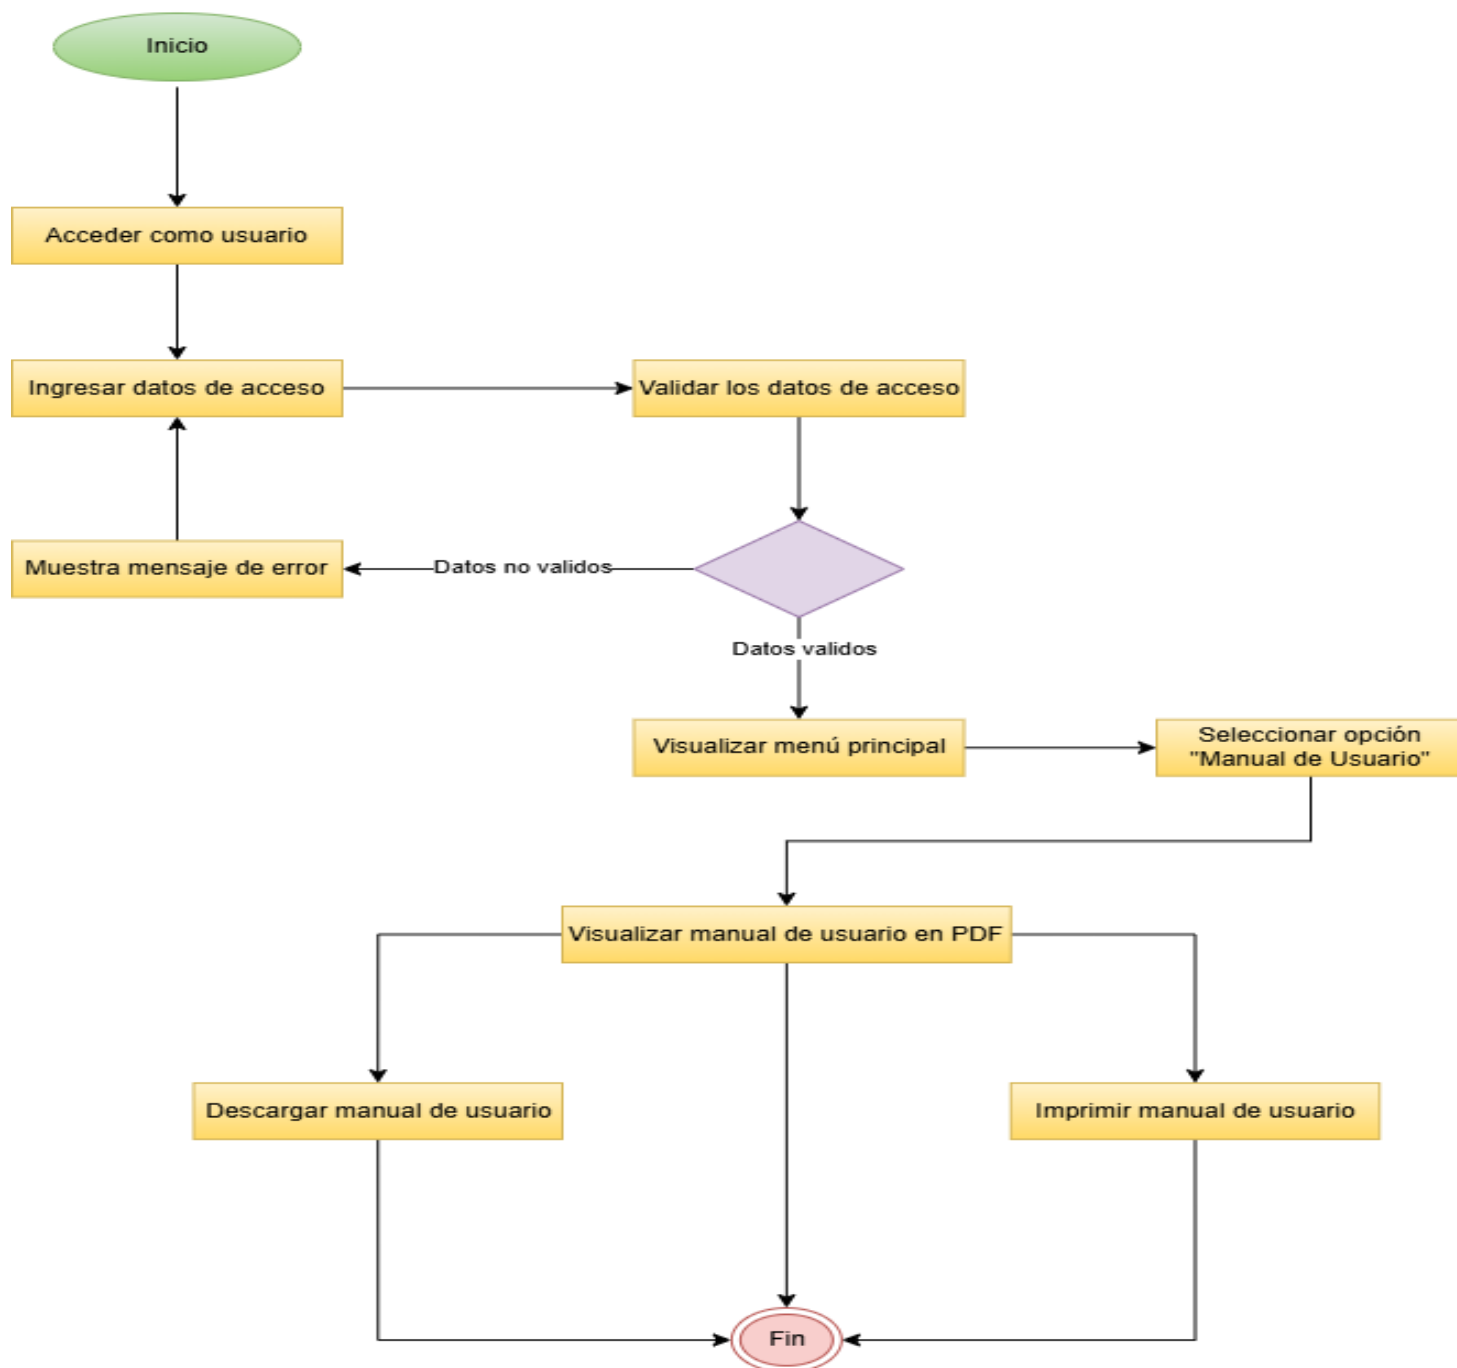 Inicio
Acceder como usuario
Ingresar datos de acceso
Validar los datos de acceso
Muestra mensaje de error
Datos no validos
Datos validos
Visualizar menú principal
Seleccionar opción
"Manual de Usuario"
Visualizar manual de usuario en PDF
Descargar manual de usuario
Imprimir manual de usuario
Fin